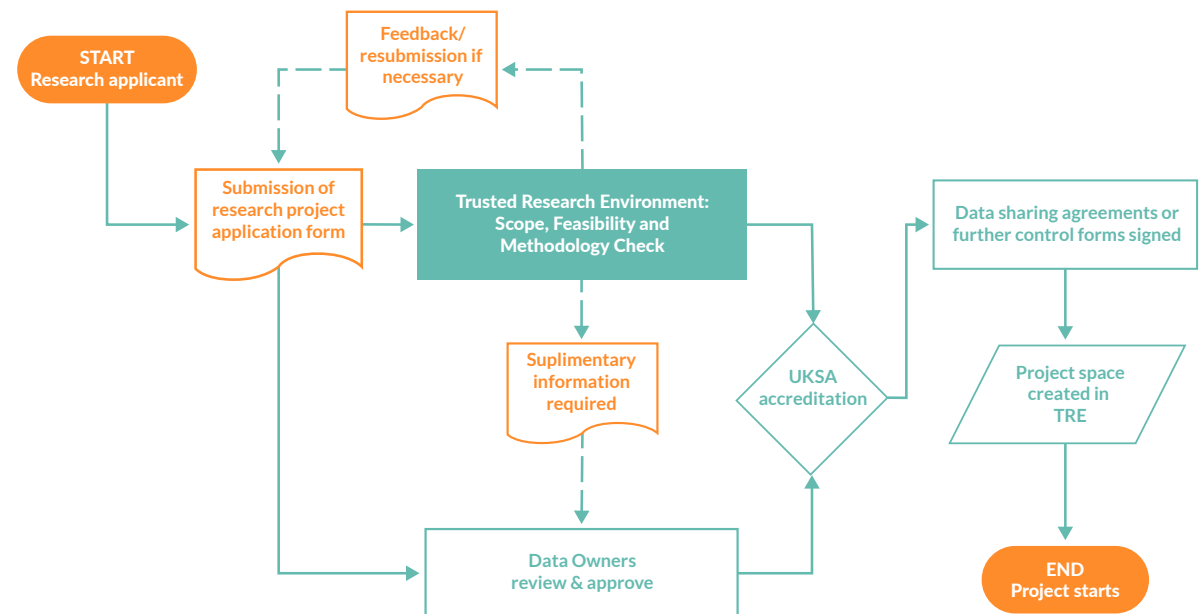 START
Research applicant
Feedback/
resubmission if
necessary
Submission of
research project
application form
Trusted Research Environment:
Scope, Feasibility and
Methodology Check
Data sharing agreements or
further control forms signed
Suplimentary
information
required
UKSA
accreditation
Project space
created in
TRE
Data Owners
review & approve
END
Project starts